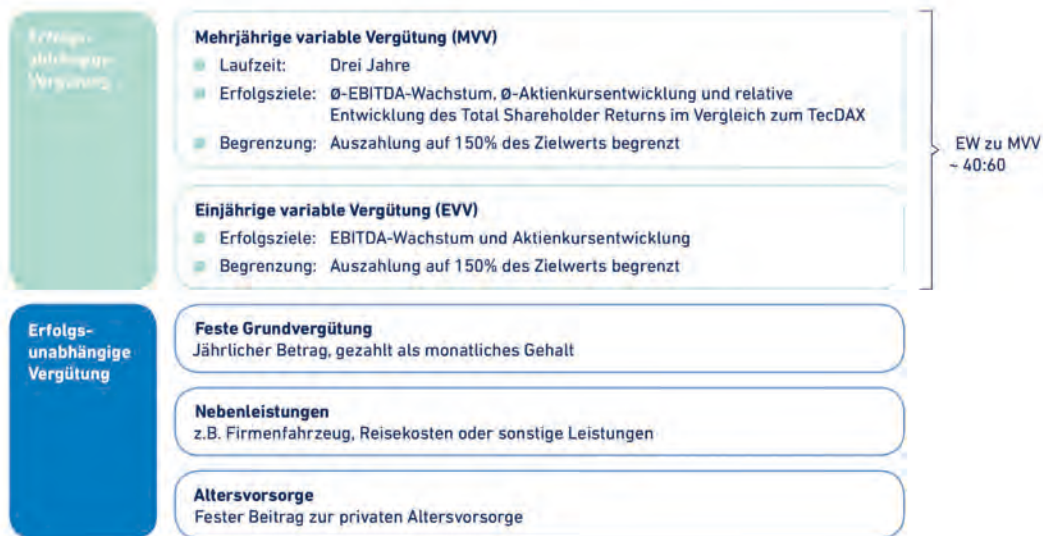 Erfolgs-
abhängige
Vergütung
Mehrjährige variable Vergütung (MVV)
Laufzeit: Drei Jahre
Erfolgsziele: Ø-EBITDA-Wachstum, Ø-Aktienkursentwicklung und relative
Entwicklung des Total Shareholder Returns im Vergleich zum TecDAX
Begrenzung: Auszahlung auf 150% des Zielwerts begrenzt
EW zu MVV
~ 40:60
Einjährige variable Vergütung (EVV)
Erfolgsziele: EBITDA-Wachstum und Aktienkursentwicklung
Begrenzung: Auszahlung auf 150% des Zielwerts begrenzt
Erfolgs-
unabhängige
Vergütung
Feste Grundvergütung
Jährlicher Betrag, gezahlt als monatliches Gehalt
Nebenleistungen
z.B. Firmenfahrzeug, Reisekosten oder sonstige Leistungen
Altersvorsorge
Fester Beitrag zur privaten Altersvorsorge